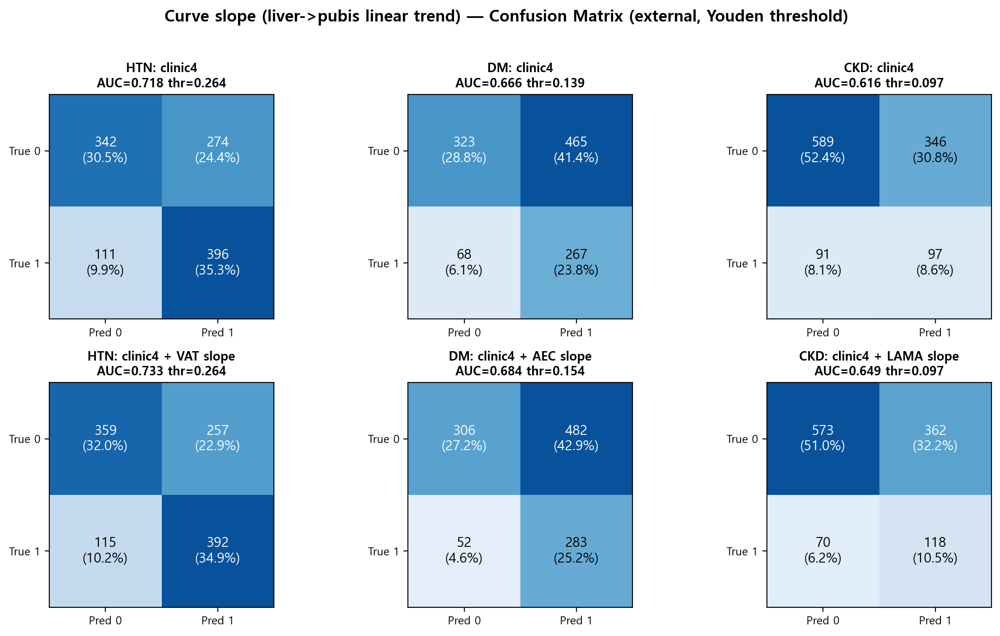 Curve slope (liver->pubis linear trend) — Confusion Matrix (external, Youden threshold)
HTN: clinic4
AUC=0.718 thr=0.264
True 0
342
(30.5%)
274
(24.4%)
True 1
111
(9.9%)
396
(35.3%)
Pred 0
Pred 1
DM: clinic4
AUC=0.666 thr=0.139
True 0
323
(28.8%)
465
(41.4%)
True 1
68
(6.1%)
267
(23.8%)
Pred 0
Pred 1
CKD: clinic4
AUC=0.616 thr=0.097
True 0
589
(52.4%)
346
(30.8%)
True 1
91
(8.1%)
97
(8.6%)
Pred 0
Pred 1
HTN: clinic4 + VAT slope
AUC=0.733 thr=0.264
True 0
359
(32.0%)
257
(22.9%)
True 1
115
(10.2%)
392
(34.9%)
Pred 0
Pred 1
DM: clinic4 + AEC slope
AUC=0.684 thr=0.154
True 0
306
(27.2%)
482
(42.9%)
True 1
52
(4.6%)
283
(25.2%)
Pred 0
Pred 1
CKD: clinic4 + LAMA slope
AUC=0.649 thr=0.097
True 0
573
(51.0%)
362
(32.2%)
True 1
70
(6.2%)
118
(10.5%)
Pred 0
Pred 1